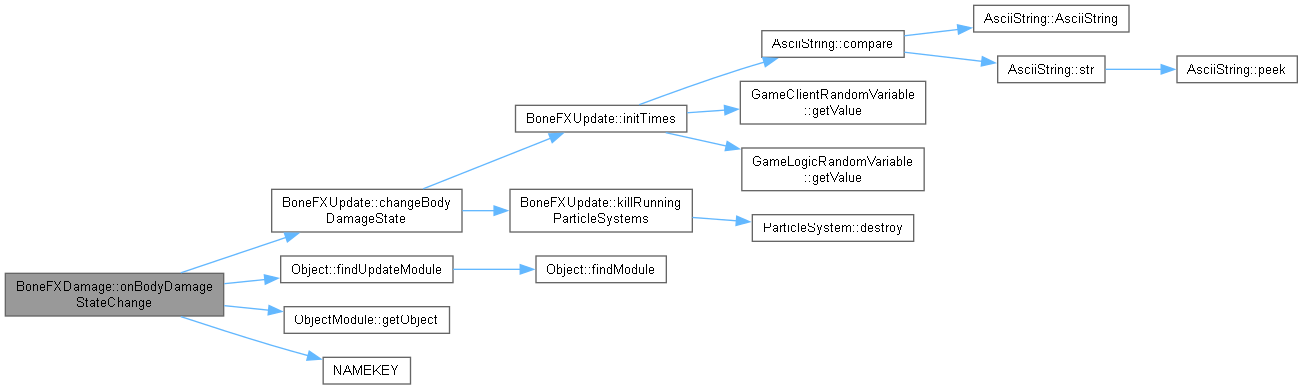 AsciiString::AsciiString
AsciiString::compare
AsciiString::str
AsciiString::peek
GameClientRandomVariable
::getValue
BoneFXUpdate::initTimes
GameLogicRandomVariable
::getValue
BoneFXUpdate::changeBody
DamageState
BoneFXUpdate::killRunning
ParticleSystems
ParticleSystem::destroy
Object::findUpdateModule
Object::findModule
BoneFXDamage::onBodyDamage
StateChange
ObjectModule::getObject
NAMEKEY